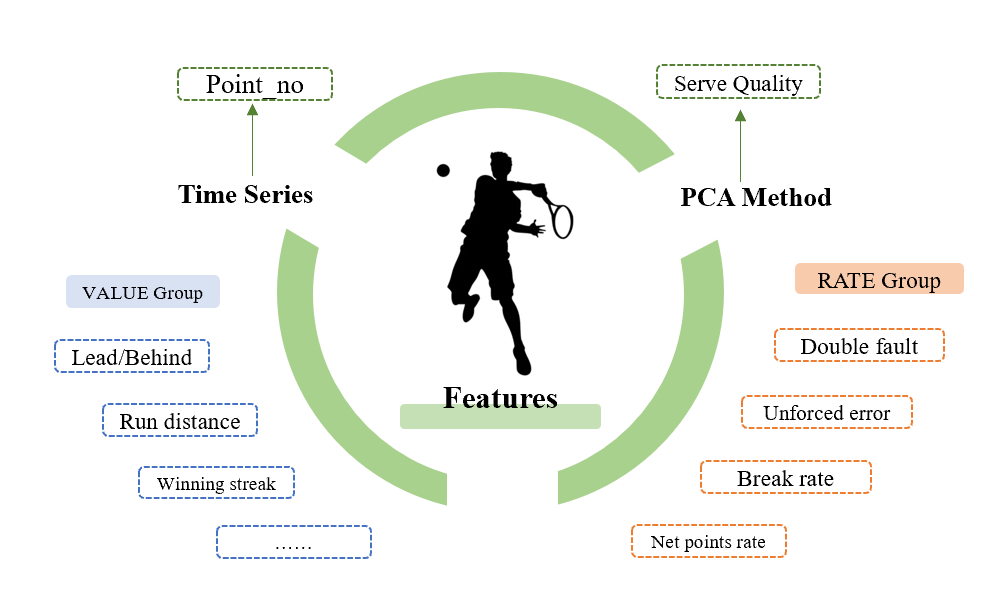 Point_no
Serve Quality
Time Series
PCA Method
VALUE Group
RATE Group
Lead/Behind
Double fault
Features
Run distance
Unforced error
Winning streak
Break rate
……
Net points rate